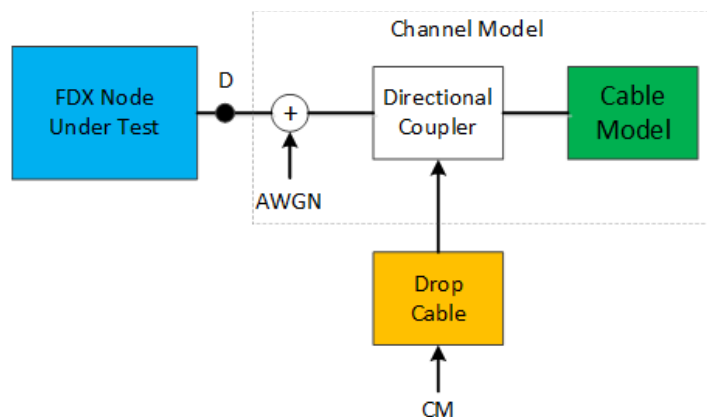 Channel Model
D
FDX Node
Under Test
+
Directional
Coupler
Cable
Model
AWGN
Drop
Cable
CM